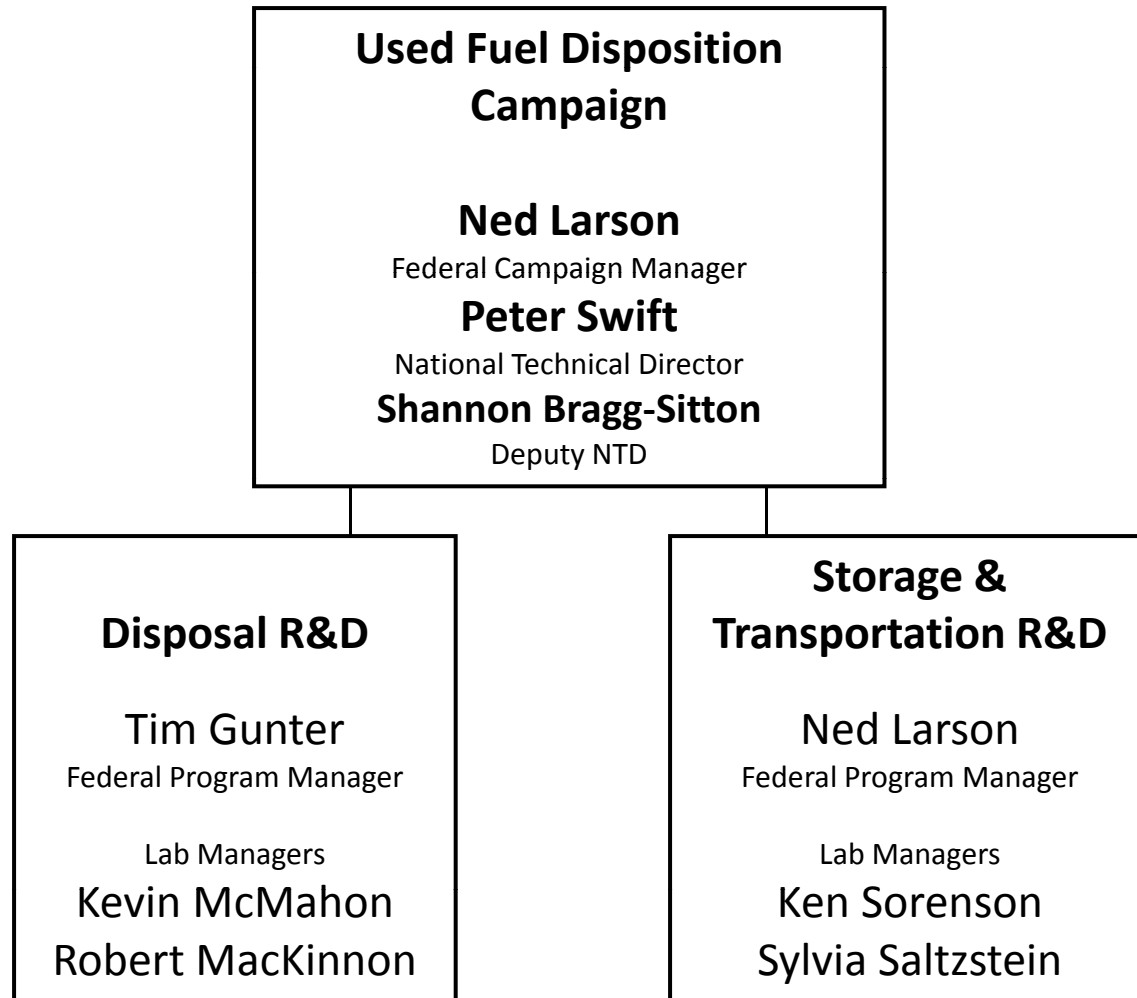 Used Fuel Disposition
Campaign
Ned Larson
Federal Campaign Manager
Peter Swift
National Technical Director
Shannon Bragg-Sitton
Deputy NTD
Disposal R&D
Tim Gunter
Federal Program Manager
Lab Managers
Kevin McMahon
Robert MacKinnon
Storage &
Transportation R&D
Ned Larson
Federal Program Manager
Lab Managers
Ken Sorenson
Sylvia Saltzstein